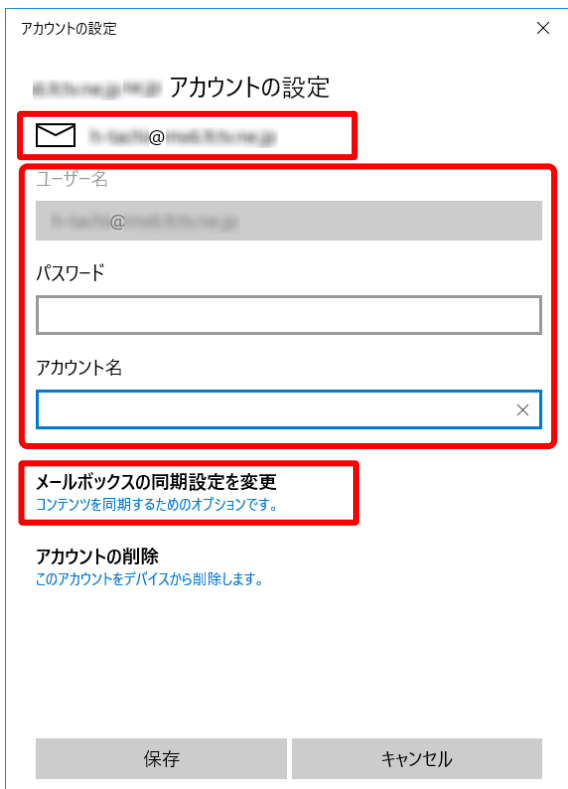 アカウントの設定
アカウントの設定
@
ユーザー名
@
パスワード
アカウント名
メールボックスの同期設定を変更
コンテンツを同期するためのオプションです。
アカウントの削除
このアカウントをデバイスから削除します。
保存
キャンセル